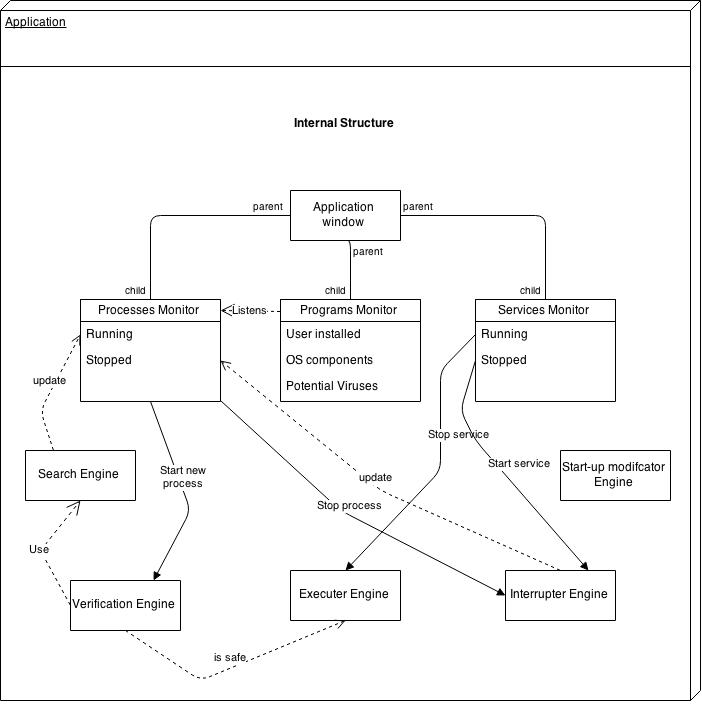 Application
Internal Structure
Application
window
parent
parent
parent
child
child
child
Processes Monitor
Running
Stopped
Listens
Programs Monitor
User installed
OS components
Potential Viruses
Services Monitor
Running
Stopped
update
Stop service
Start service
Search Engine
Start new
process
update
Stop process
Start-up modifcator
Engine
Use
Verification Engine
Executer Engine
Interrupter Engine
is safe